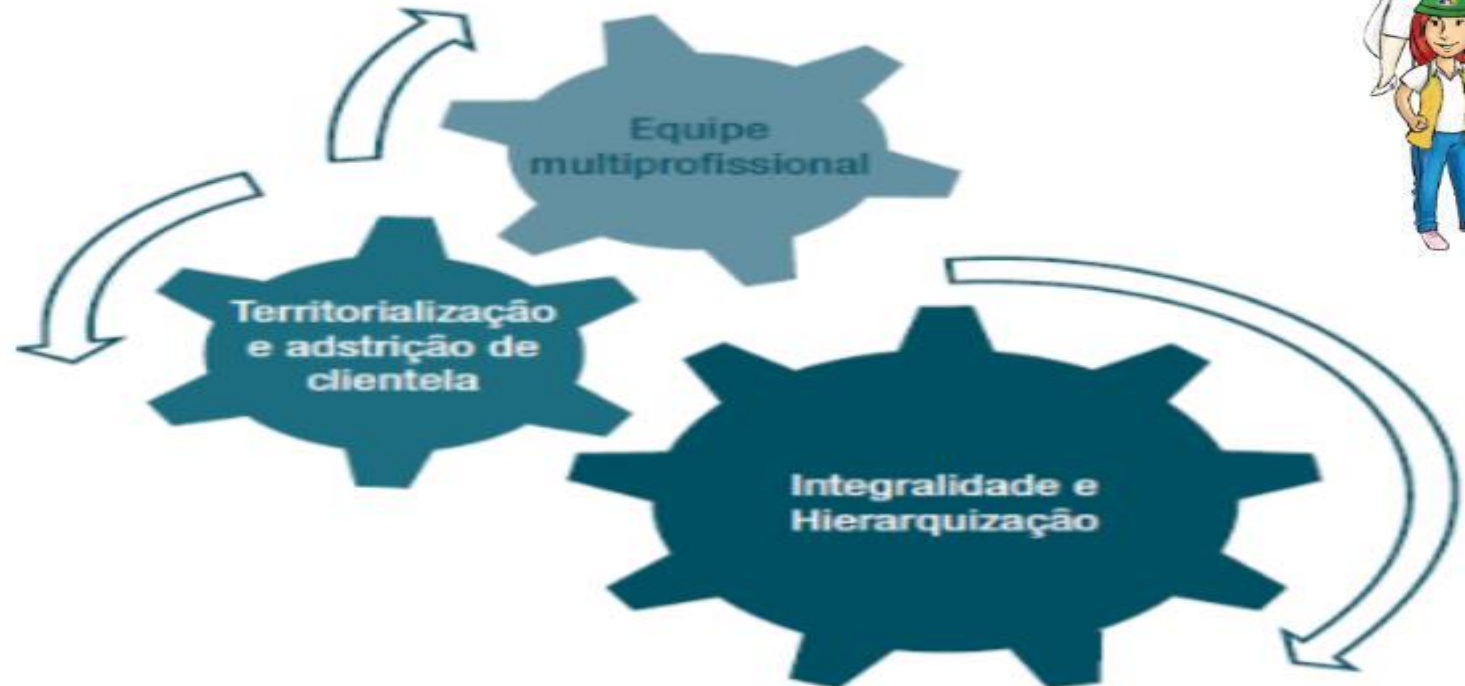 Equipe
multiprofissional
Territorialização
e adstrição de
clientela
Integralidade e
Hierarquização